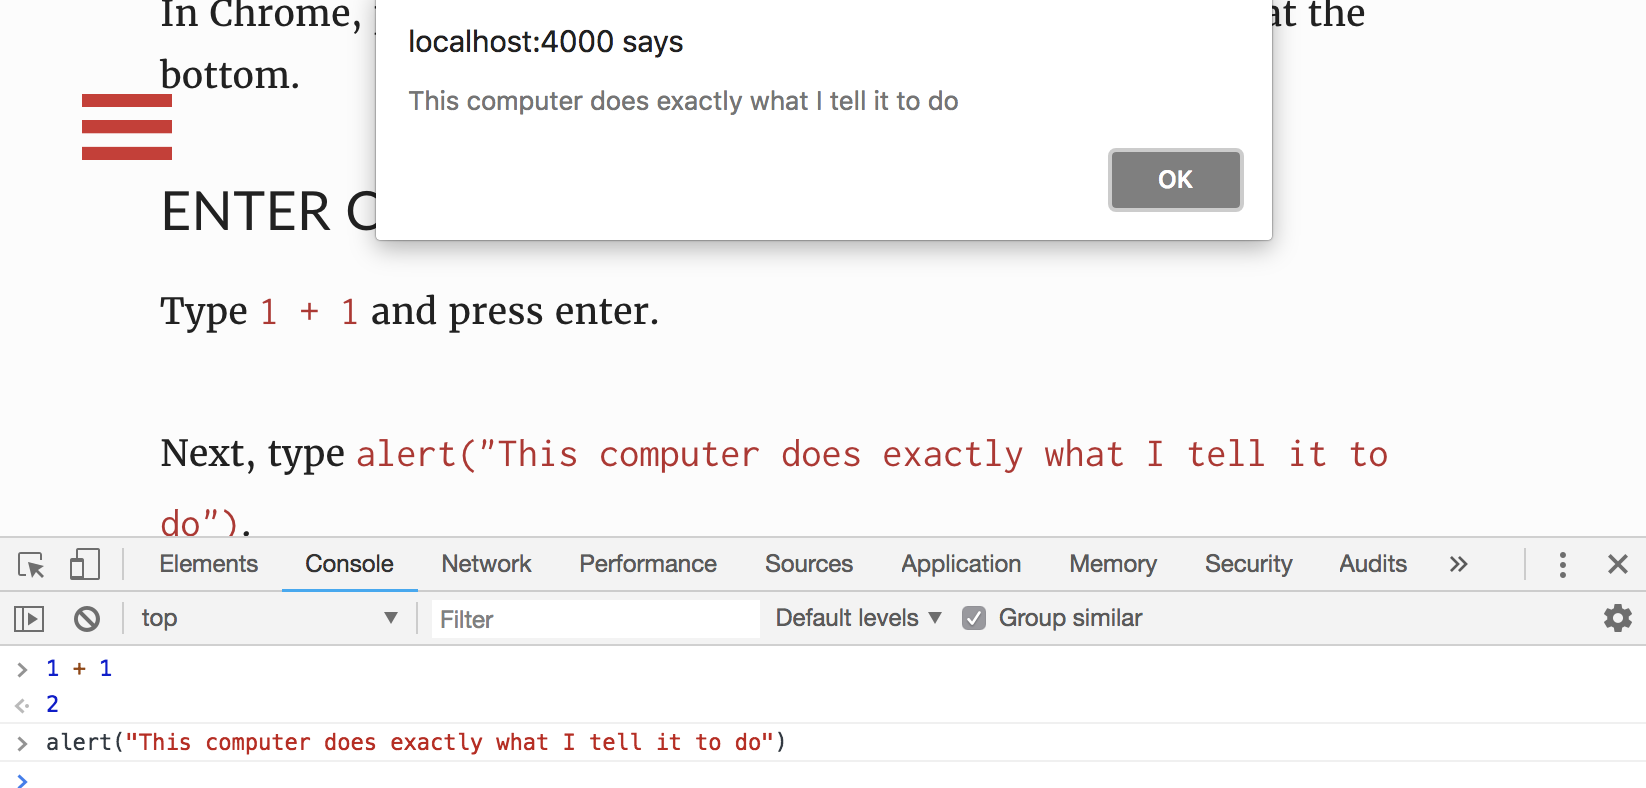 In Chrome,
at the
bottom.
localhost:4000 says
This computer does exactly what I tell it to do
OK
ENTER
Type 1 + 1 and press enter.
Next, type alert("This computer does exactly what I tell it to
do").
Elements Console Network Performance Sources Application Memory Security Audits »
top ▼ Filter Default levels ▼ Group similar
> 1 + 1
<· 2
> alert("This computer does exactly what I tell it to do")
>